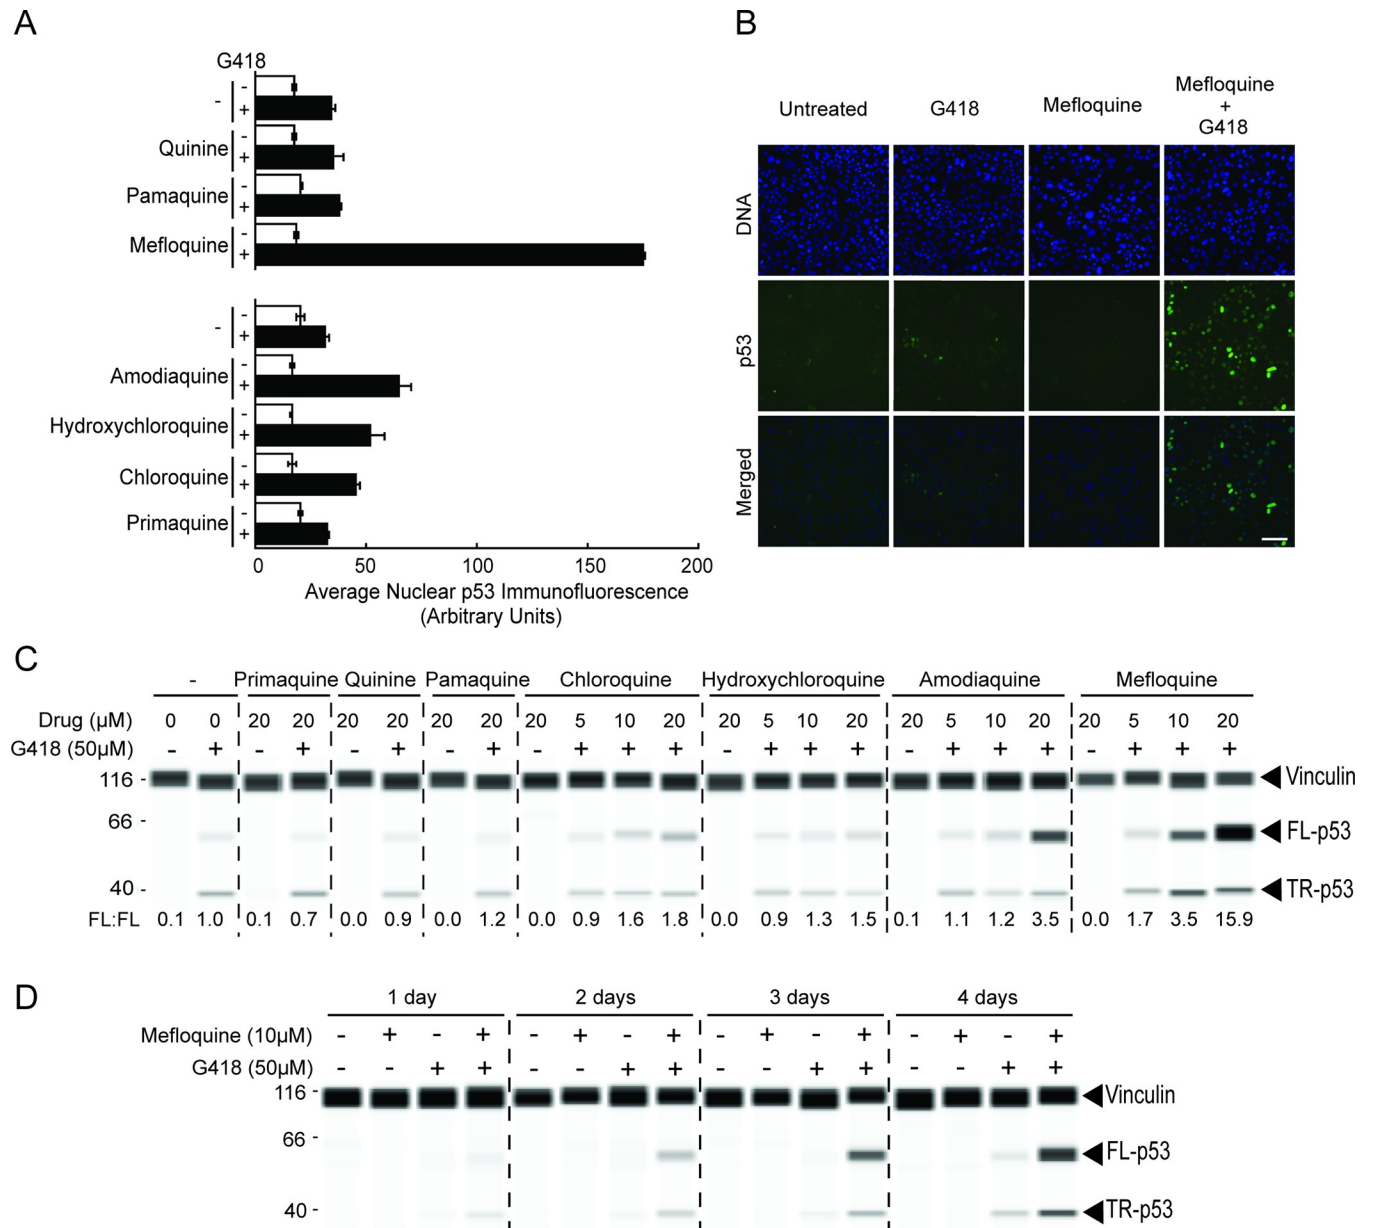 A
G418
-
-
+
Quinine
-
+
Pamaquine
-
+
Mefloquine
-
+
-
-
+
Amodiaquine
-
+
Hydroxychloroquine
-
+
Chloroquine
-
+
Primaquine
-
+
0 50 100 150 200
Average Nuclear p53 Immunofluorescence
(Arbitrary Units)
B
Untreated G418 Mefloquine Mefloquine
+
G418
DNA
p53
Merged
C
- Primaquine Quinine Pamaquine Chloroquine Hydroxychloroquine Amodiaquine Mefloquine
Drug (µM) 0 0 20 20 20 20 20 20 20 5 10 20 20 5 10 20 20 5 10 20 20 5 10 20
G418 (50µM) - + - + - + - + - + + + - + + + - + + + - + + +
116 - Vinculin
66 - FL-p53
40 - TR-p53
FL:FL 0.1 1.0 0.1 0.7 0.0 0.9 0.0 1.2 0.0 0.9 1.6 1.8 0.0 0.9 1.3 1.5 0.1 1.1 1.2 3.5 0.0 1.7 3.5 15.9
D
1 day 2 days 3 days 4 days
Mefloquine (10µM) - + - + - + - + - + - + - + - +
G418 (50µM) - - + + - - + + - - + + - - + +
116 - Vinculin
66 - FL-p53
40 - TR-p53